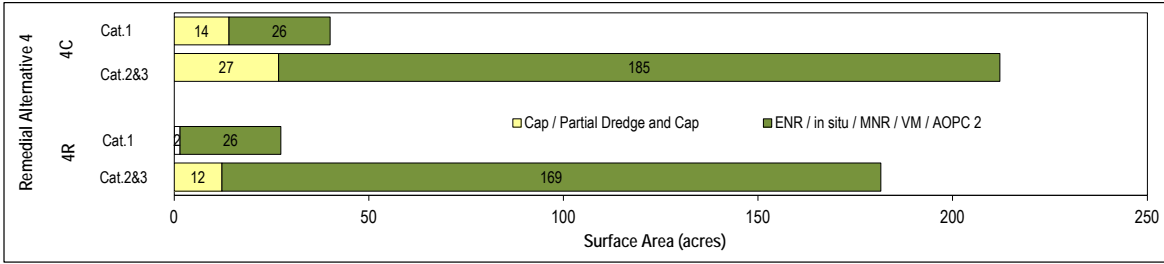 Remedial Alternative 4
4C
Cat.1
14
26
Cat.2&3
27
185
4R
Cat.1
2
26
Cat.2&3
12
169
Cap / Partial Dredge and Cap
ENR / in situ / MNR / VM / AOPC 2
0
50
100
150
200
250
Surface Area (acres)